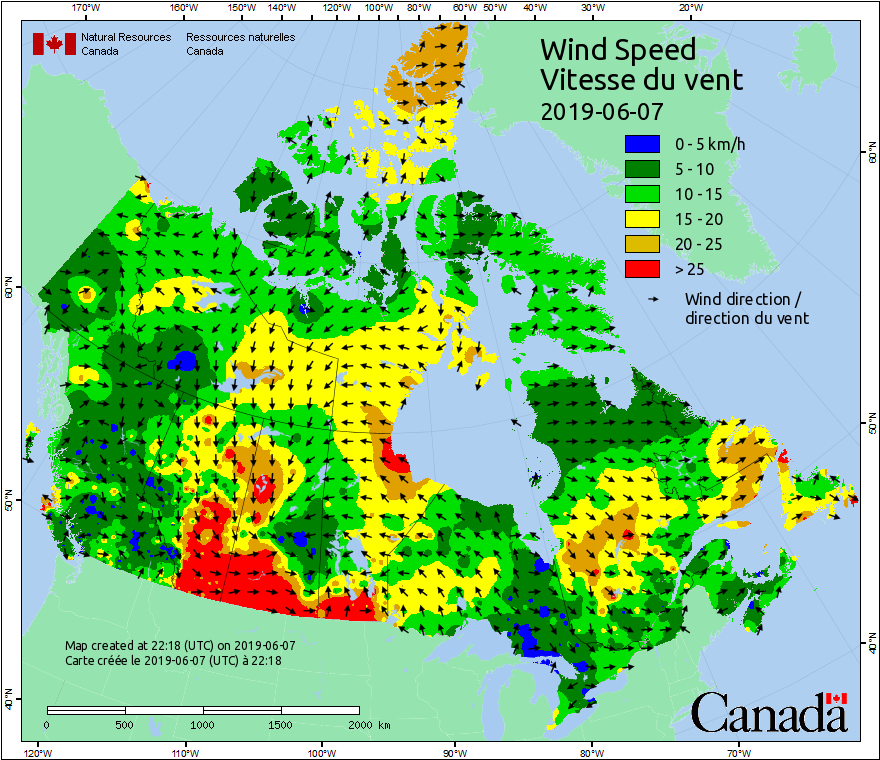 170°W 160°W 150°W 140°W 130°W 120°W 110°W 100°W 90°W 80°W 70°W 60°W 50°W 40°W 30°W 20°W
Natural Resources Ressources naturelles
Canada Canada
Wind Speed
Vitesse du vent
2019-06-07
0 - 5 km/h
5 - 10
10 - 15
15 - 20
20 - 25
> 25
Wind direction /
direction du vent
60°N
60°N
50°N
50°N
40°N
40°N
Map created at 22:18 (UTC) on 2019-06-07
Carte créée le 2019-06-07 (UTC) à 22:18
0 500 1000 1500 2000 km
Canada
120°W 110°W 100°W 90°W 80°W 70°W